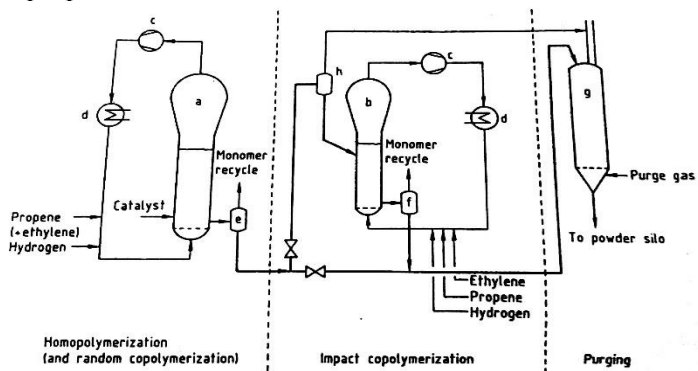 c
a
d
Monomer
recycle
Catalyst
e
Propene
(+ethylene)
Hydrogen
h
c
b
d
Monomer
recycle
f
Ethylene
Propene
Hydrogen
g
Purge gas
To powder silo
Homopolymerization
(and random copolymerization)
Impact copolymerization
Purging